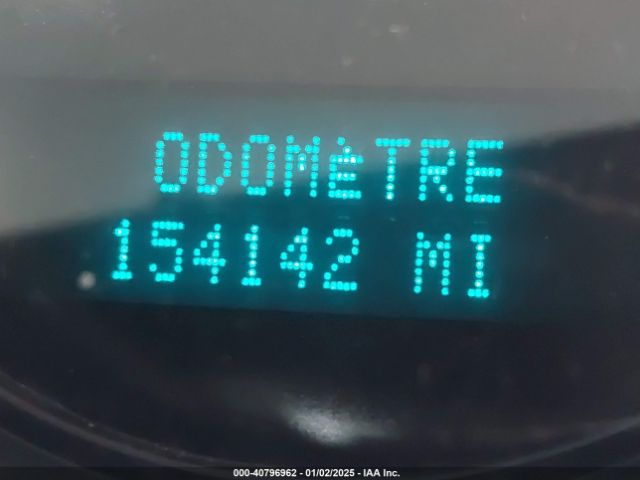 ODOMèTRE
154142 MI
000-40796962 - 01/02/2025 - IAA Inc.